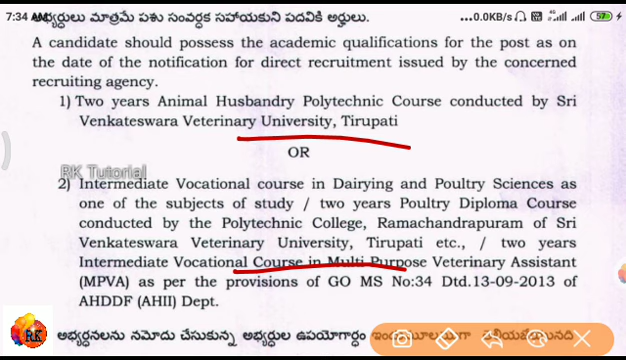 7:34 AM అభ్యర్థులు మాత్రమే పశు సంవర్ధక సహాయకుని పదవికి అర్హులు. ...0.0KB/s 4G 57
A candidate should possess the academic qualifications for the post as on
the date of the notification for direct recruitment issued by the concerned
recruiting agency.
1) Two years Animal Husbandry Polytechnic Course conducted by Sri
Venkateswara Veterinary University, Tirupati
OR
RK Tutorial
2) Intermediate Vocational course in Dairying and Poultry Sciences as
one of the subjects of study / two years Poultry Diploma Course
conducted by the Polytechnic College, Ramachandrapuram of Sri
Venkateswara Veterinary University, Tirupati etc., / two years
Intermediate Vocational Course in Multi Purpose Veterinary Assistant
(MPVA) as per the provisions of GO MS No:34 Dtd.13-09-2013 of
AHDDF (AHII) Dept.
RK
అభ్యర్థనలను నమోదు చేసుకున్న అభ్యర్థుల ఉపయోగార్థం